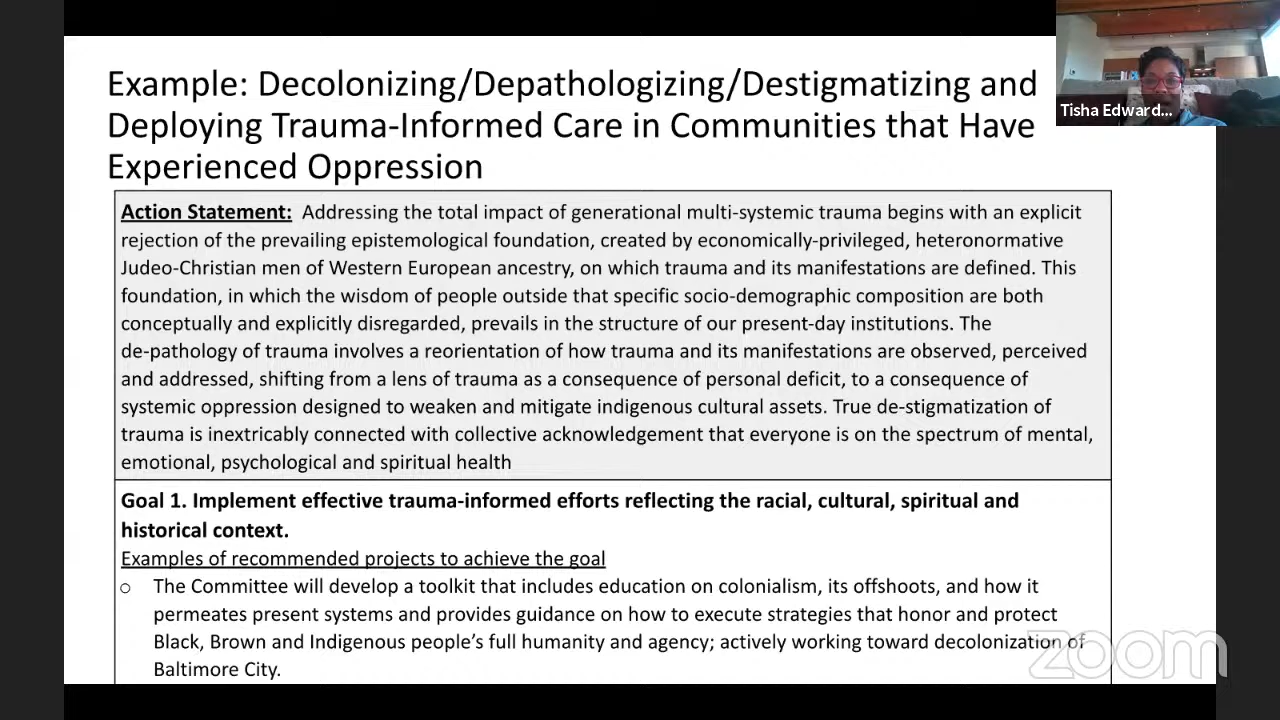 Example: Decolonizing/Depathologizing/Destigmatizing and
Deploying Trauma-Informed Care in Communities that Have
Experienced Oppression
Tisha Edward...
Action Statement: Addressing the total impact of generational multi-systemic trauma begins with an explicit
rejection of the prevailing epistemological foundation, created by economically-privileged, heteronormative
Judeo-Christian men of Western European ancestry, on which trauma and its manifestations are defined. This
foundation, in which the wisdom of people outside that specific socio-demographic composition are both
conceptually and explicitly disregarded, prevails in the structure of our present-day institutions. The
de-pathology of trauma involves a reorientation of how trauma and its manifestations are observed, perceived
and addressed, shifting from a lens of trauma as a consequence of personal deficit, to a consequence of
systemic oppression designed to weaken and mitigate indigenous cultural assets. True de-stigmatization of
trauma is inextricably connected with collective acknowledgement that everyone is on the spectrum of mental,
emotional, psychological and spiritual health
Goal 1. Implement effective trauma-informed efforts reflecting the racial, cultural, spiritual and
historical context.
Examples of recommended projects to achieve the goal
o The Committee will develop a toolkit that includes education on colonialism, its offshoots, and how it
permeates present systems and provides guidance on how to execute strategies that honor and protect
Black, Brown and Indigenous people's full humanity and agency; actively working toward decolonization of
Baltimore City.
zoom